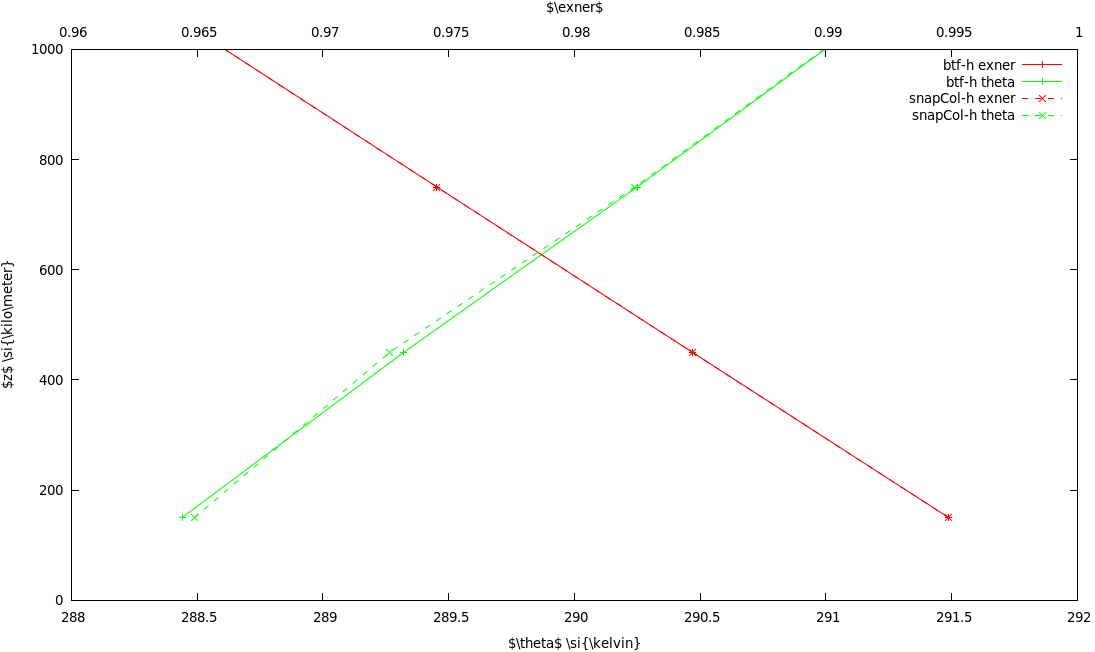 $\exner$
0.96 0.965 0.97 0.975 0.98 0.985 0.99 0.995 1
1000
btf-h exner
btf-h theta
snapCol-h exner
snapCol-h theta
800
600
$z$ \si{\kilo\meter}
400
200
0
288 288.5 289 289.5 290 290.5 291 291.5 292
$\theta$ \si{\kelvin}